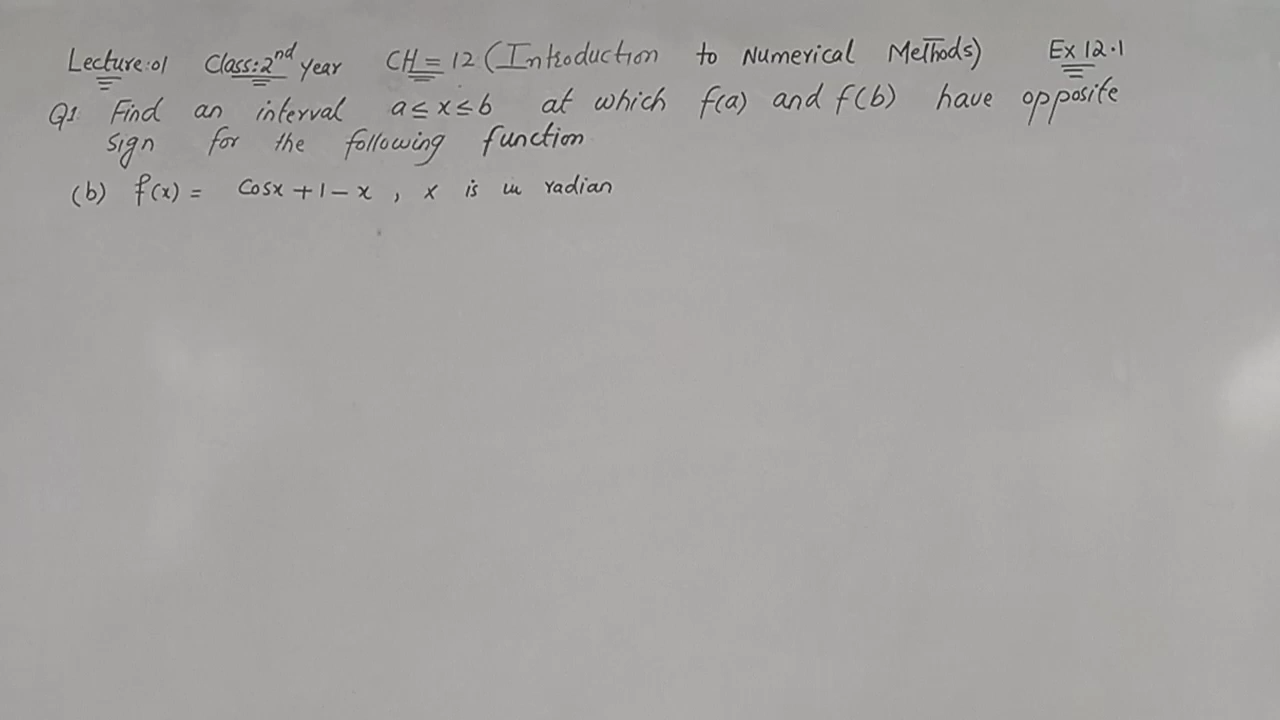 Lecture:01 Class:2nd year CH=12 (Introduction to Numerical Methods) Ex 12.1
Q1 Find an interval a≤x≤b at which f(a) and f(b) have opposite
sign for the following function
(b) f(x) = Cosx+1-x , x is in radian